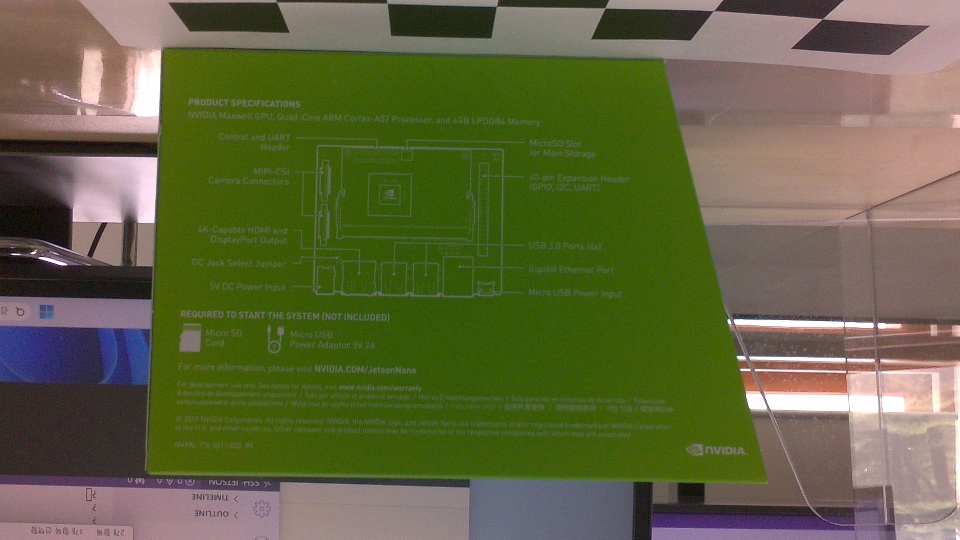 PRODUCT SPECIFICATIONS
NVIDIA Maxwell GPU, Quad-Core ARM Cortex-A57 Processor, and 4GB LPDDR4 Memory
Control and UART
Header
MIPI-CSI
Camera Connectors
4K-Capable HDMI and
DisplayPort Output
DC Jack Select Jumper
5V DC Power Input
MicroSD Slot
for Main Storage
40-pin Expansion Header
(GPIO, I2C, UART)
USB 3.0 Ports (4x)
Gigabit Ethernet Port
Micro USB Power Input
REQUIRED TO START THE SYSTEM (NOT INCLUDED)
Micro SD
Card
Micro USB
Power Adaptor 5V 2A
For more information, please visit NVIDIA.COM/JetsonNano
For development use only. See terms for details, visit www.nvidia.com/warranty
© 2019 NVIDIA Corporation. All rights reserved. NVIDIA, the NVIDIA logo, and Jetson Nano are trademarks and/or registered trademarks of NVIDIA Corporation
in the U.S. and other countries. Other company and product names may be trademarks of the respective companies with which they are associated.
NVIDIA
SSH: JETSON
TIMELINE
OUTLINE